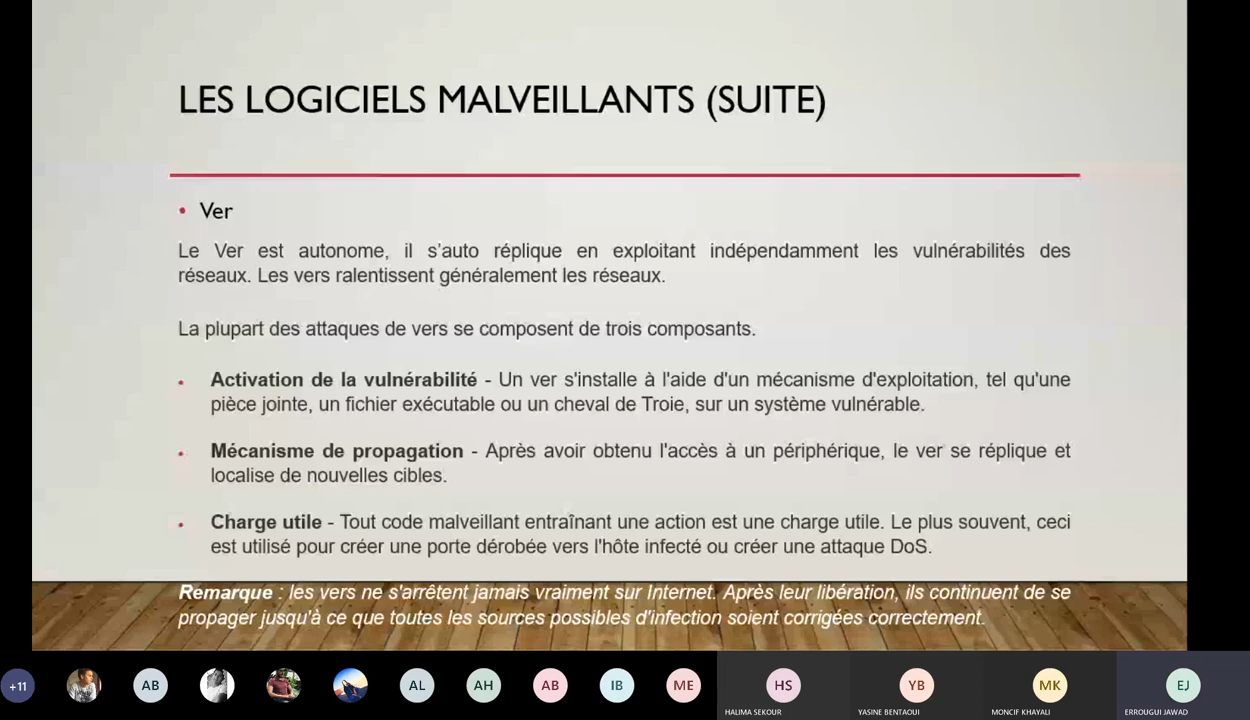 LES LOGICIELS MALVEILLANTS (SUITE)
• Ver
Le Ver est autonome, il s'auto réplique en exploitant indépendamment les vulnérabilités des
réseaux. Les vers ralentissent généralement les réseaux.
La plupart des attaques de vers se composent de trois composants.
• Activation de la vulnérabilité - Un ver s'installe à l'aide d'un mécanisme d'exploitation, tel qu'une
pièce jointe, un fichier exécutable ou un cheval de Troie, sur un système vulnérable.
• Mécanisme de propagation - Après avoir obtenu l'accès à un périphérique, le ver se réplique et
localise de nouvelles cibles.
• Charge utile - Tout code malveillant entraînant une action est une charge utile. Le plus souvent, ceci
est utilisé pour créer une porte dérobée vers l'hôte infecté ou créer une attaque DoS.
Remarque : les vers ne s'arrêtent jamais vraiment sur Internet. Après leur libération, ils continuent de se
propager jusqu'à ce que toutes les sources possibles d'infection soient corrigées correctement.
+11 AB AL AH AB IB ME HS YB MK EJ
HALIMA SEKOUR YASINE BENTAOUI MONCIF KHAYALI ERROUGUI JAWAD